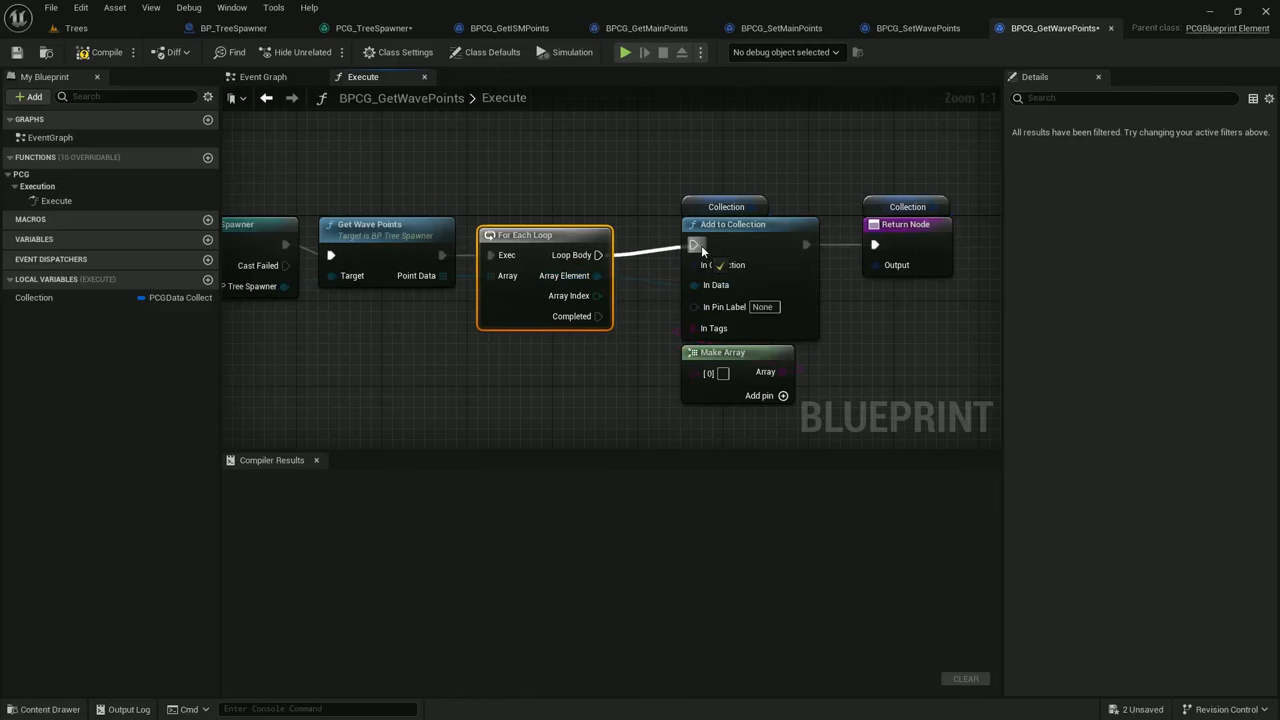 File Edit Asset View Debug Window Tools Help
Trees BP_TreeSpawner PCG_TreeSpawner* BPCG_GetISMPoints BPCG_GetMainPoints BPCG_SetMainPoints BPCG_SetWavePoints BPCG_GetWavePoints* Parent class: PCGBlueprint Element
Compile Diff Find Hide Unrelated Class Settings Class Defaults Simulation No debug object selected
My Blueprint Event Graph Execute Details
+ Add Search BPCG_GetWavePoints > Execute Zoom 1:1 Search
GRAPHS
EventGraph
FUNCTIONS (10 OVERRIDABLE)
PCG
Execution
Execute
MACROS
VARIABLES
EVENT DISPATCHERS
LOCAL VARIABLES (EXECUTE)
Collection PCGData Collect
All results have been filtered. Try changing your active filters above.
Spawner
Cast Failed
P Tree Spawner
Get Wave Points
Target is BP Tree Spawner
Target Point Data
For Each Loop
Exec Loop Body
Array Array Element
Array Index
Completed
Collection
Add to Collection
In Data
In Pin Label None
In Tags
Make Array
[0] Array
Add pin
Collection
Return Node
Output
BLUEPRINT
Compiler Results
CLEAR
Content Drawer Output Log Cmd Enter Console Command 2 Unsaved Revision Control